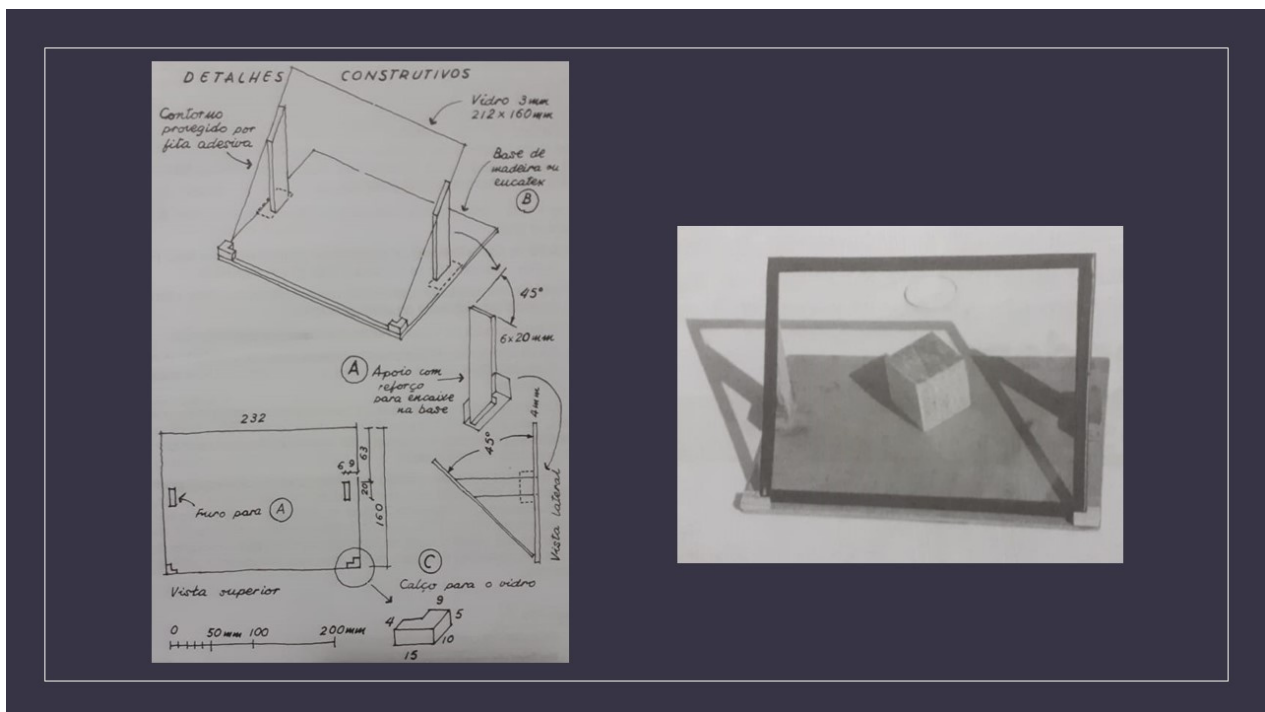 DETALHES CONSTRUTIVOS
Contorno
protegido por
fita adesiva
Vidro 3mm
212 x 160mm
Base de
madeira ou
eucatex
B
45°
6x20mm
A Apoio com
reforço
para encaixe
na base
4mm
45°
Vista lateral
232
6 9
63
20
160
Furo para A
C
Calço para o vidro
Vista superior
9
4
5
10
15
0 50mm 100 200mm